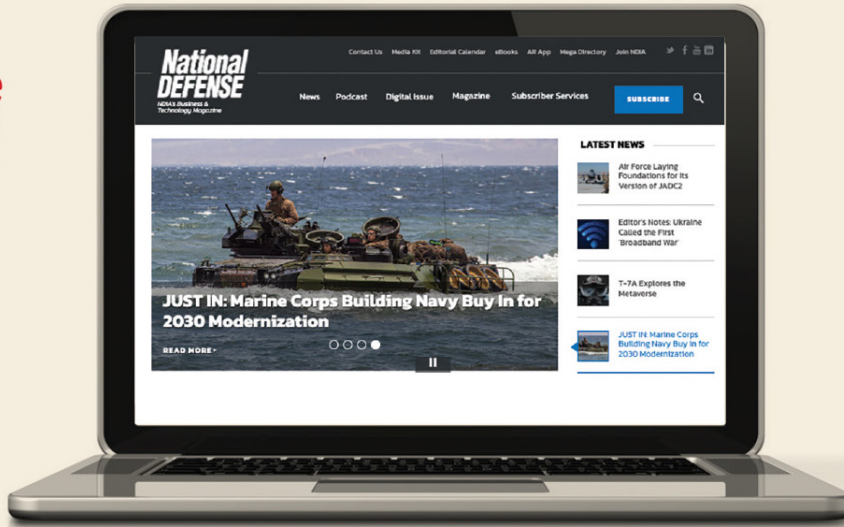 e
National
DEFENSE
NDIA's Business &
Technology Magazine
Contact Us Media Kit Editorial Calendar eBooks AR App Mega Directory Join NDIA
News Podcast Digital Issue Magazine Subscriber Services SUBSCRIBE
LATEST NEWS
Air Force Laying
Foundations for Its
Version of JADC2
Editor's Notes: Ukraine
Called the First
'Broadband War'
T-7A Explores the
Metaverse
JUST IN: Marine Corps
Building Navy Buy In for
2030 Modernization
JUST IN: Marine Corps Building Navy Buy In for
2030 Modernization
READ MORE